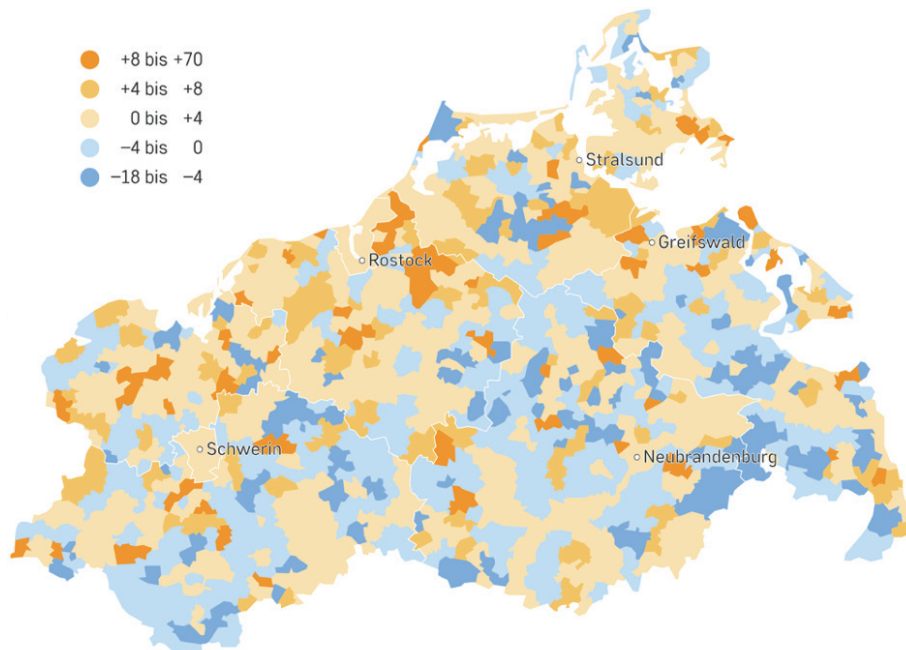 +8 bis +70
+4 bis +8
0 bis +4
−4 bis 0
−18 bis −4
Stralsund
Greifswald
Rostock
Schwerin
Neubrandenburg